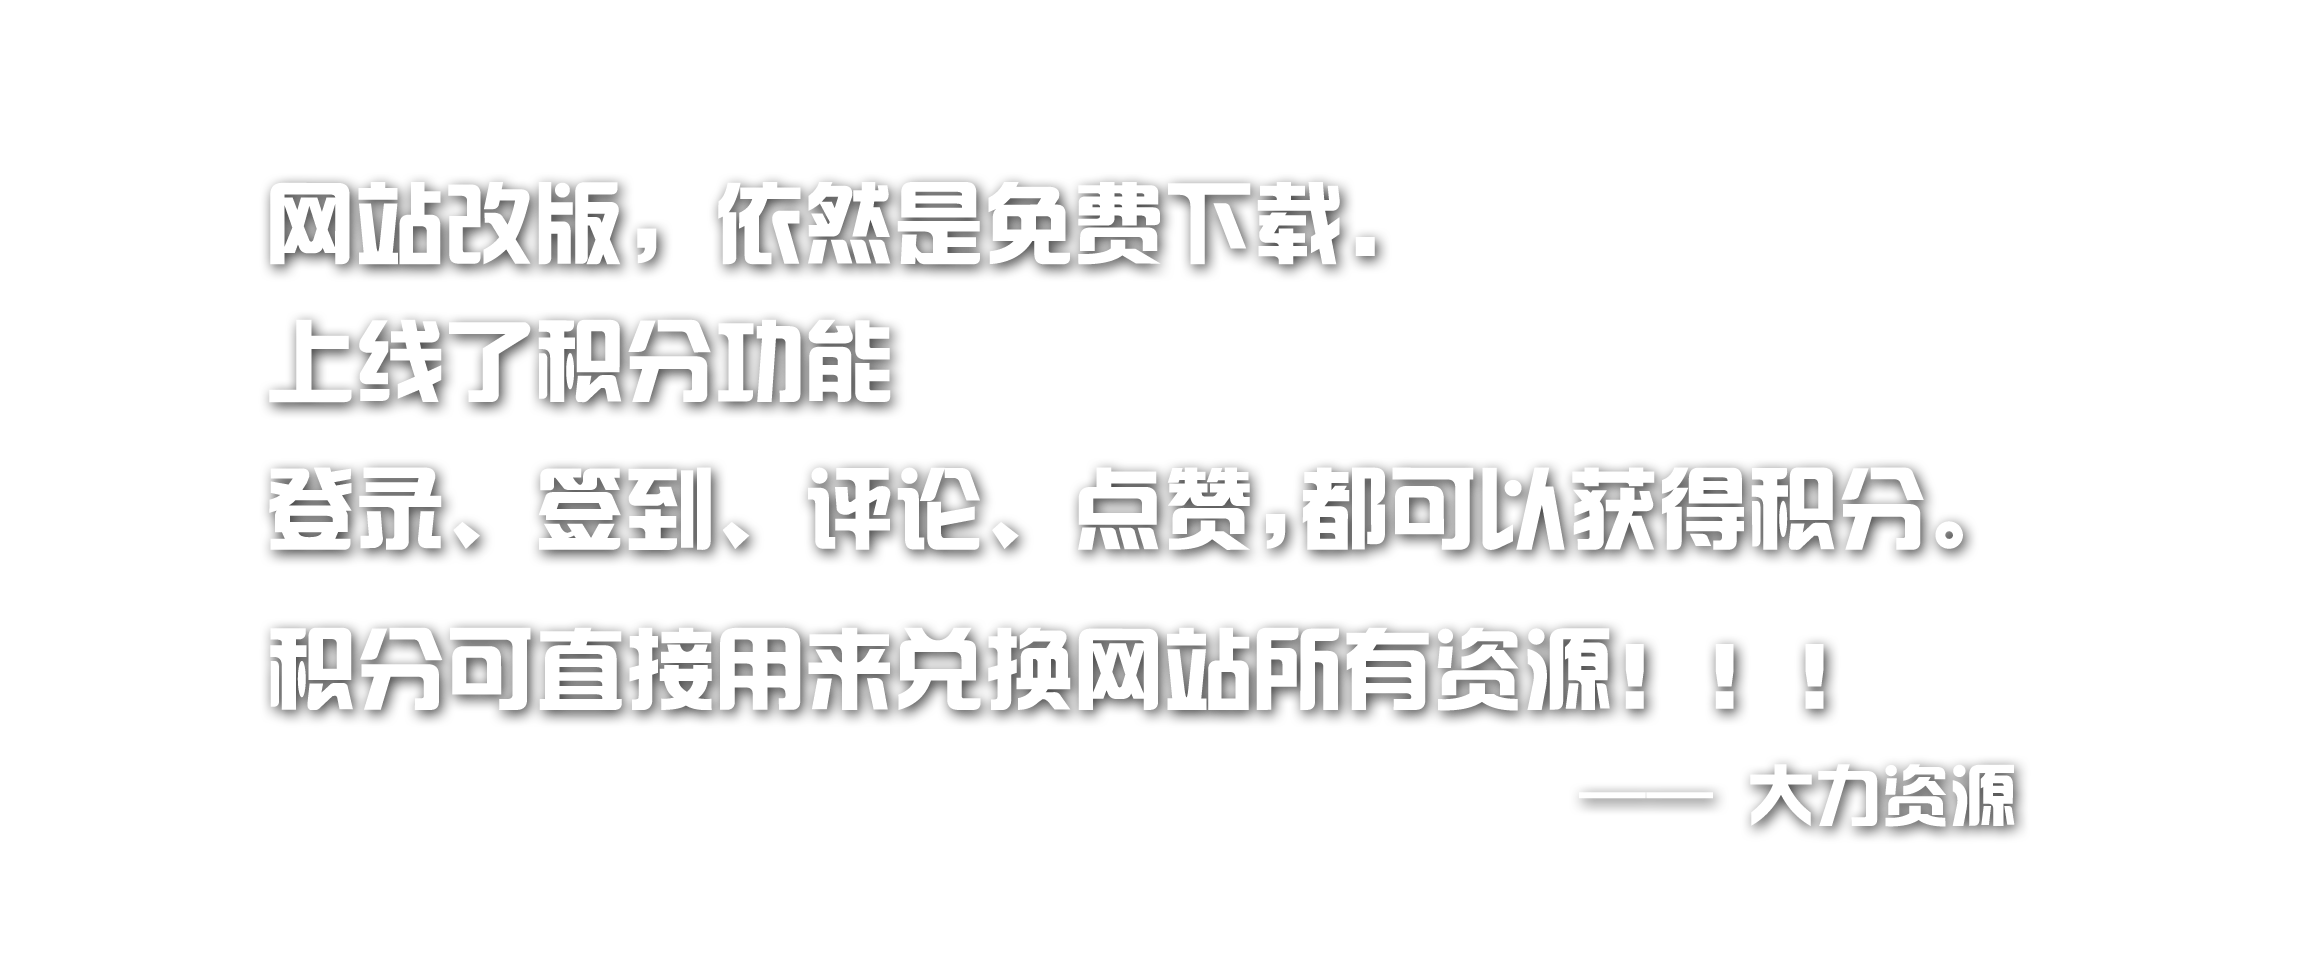 网站改版，依然是免费下载.
上线了积分功能
登录、签到、评论、点赞,都可以获得积分。
积分可直接用来兑换网站所有资源！！！
—— 大力资源